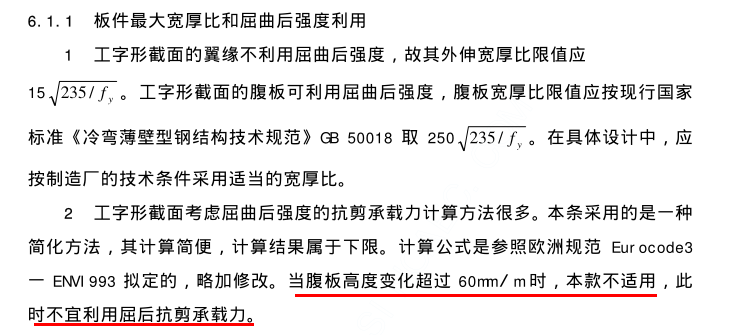 6.1.1 板件最大宽厚比和屈曲后强度利用
1 工字形截面的翼缘不利用屈曲后强度，故其外伸宽厚比限值应
15√235/f_y。工字形截面的腹板可利用屈曲后强度，腹板宽厚比限值应按现行国家
标准《冷弯薄壁型钢结构技术规范》GB 50018 取 250√235/f_y。在具体设计中，应
按制造厂的技术条件采用适当的宽厚比。
2 工字形截面考虑屈曲后强度的抗剪承载力计算方法很多。本条采用的是一种
简化方法，其计算简便，计算结果属于下限。计算公式是参照欧洲规范 Eurocode3
一 ENVI993 拟定的，略加修改。当腹板高度变化超过 60mm/m时，本款不适用，此
时不宜利用屈后抗剪承载力。